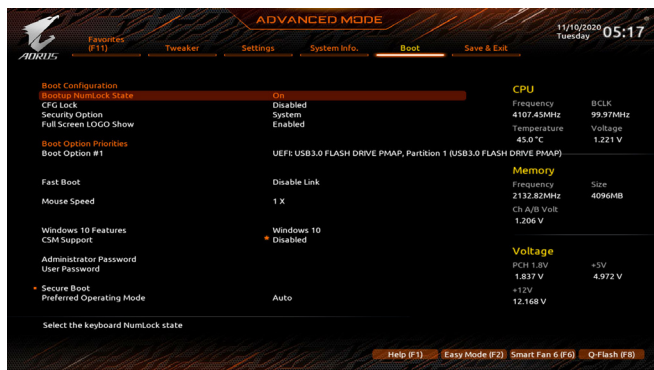 ADVANCED MODE
11/10/2020 Tuesday 05:17
AORUS
Favorites (F11)
Tweaker
Settings
System Info.
Boot
Save & Exit
Boot Configuration
Bootup NumLock State On
CFG Lock Disabled
Security Option System
Full Screen LOGO Show Enabled
Boot Option Priorities
Boot Option #1 UEFI: USB3.0 FLASH DRIVE PMAP, Partition 1 (USB3.0 FLASH DRIVE PMAP)
Fast Boot Disable Link
Mouse Speed 1 X
Windows 10 Features Windows 10
CSM Support * Disabled
Administrator Password
User Password
Secure Boot
Preferred Operating Mode Auto
Select the keyboard NumLock state
CPU
Frequency BCLK
4107.45MHz 99.97MHz
Temperature Voltage
45.0 °C 1.221 V
Memory
Frequency Size
2132.82MHz 4096MB
Ch A/B Volt
1.206 V
Voltage
PCH 1.8V +5V
1.837 V 4.972 V
+12V
12.168 V
Help (F1)
Easy Mode (F2)
Smart Fan 6 (F6)
Q-Flash (F8)